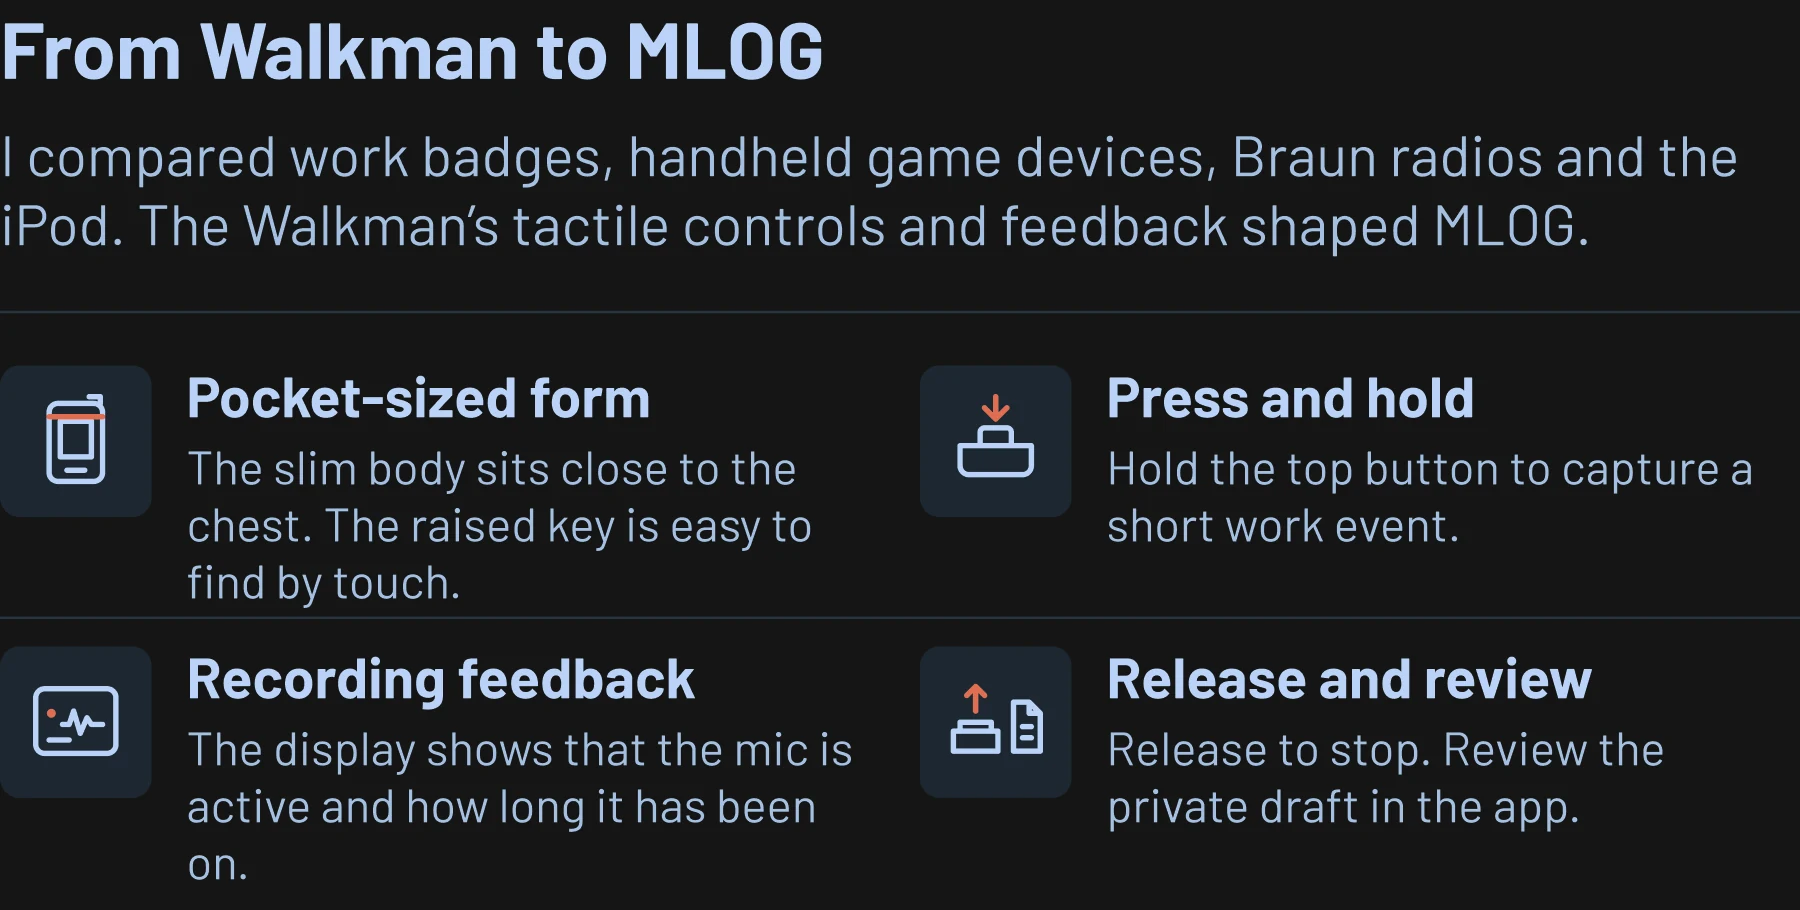 From Walkman to MLOG
I compared work badges, handheld game devices, Braun radios and the
iPod. The Walkman’s tactile controls and feedback shaped MLOG.
Pocket-sized form
The slim body sits close to the
chest. The raised key is easy to
find by touch.
Press and hold
Hold the top button to capture a
short work event.
Recording feedback
The display shows that the mic is
active and how long it has been
on.
Release and review
Release to stop. Review the
private draft in the app.